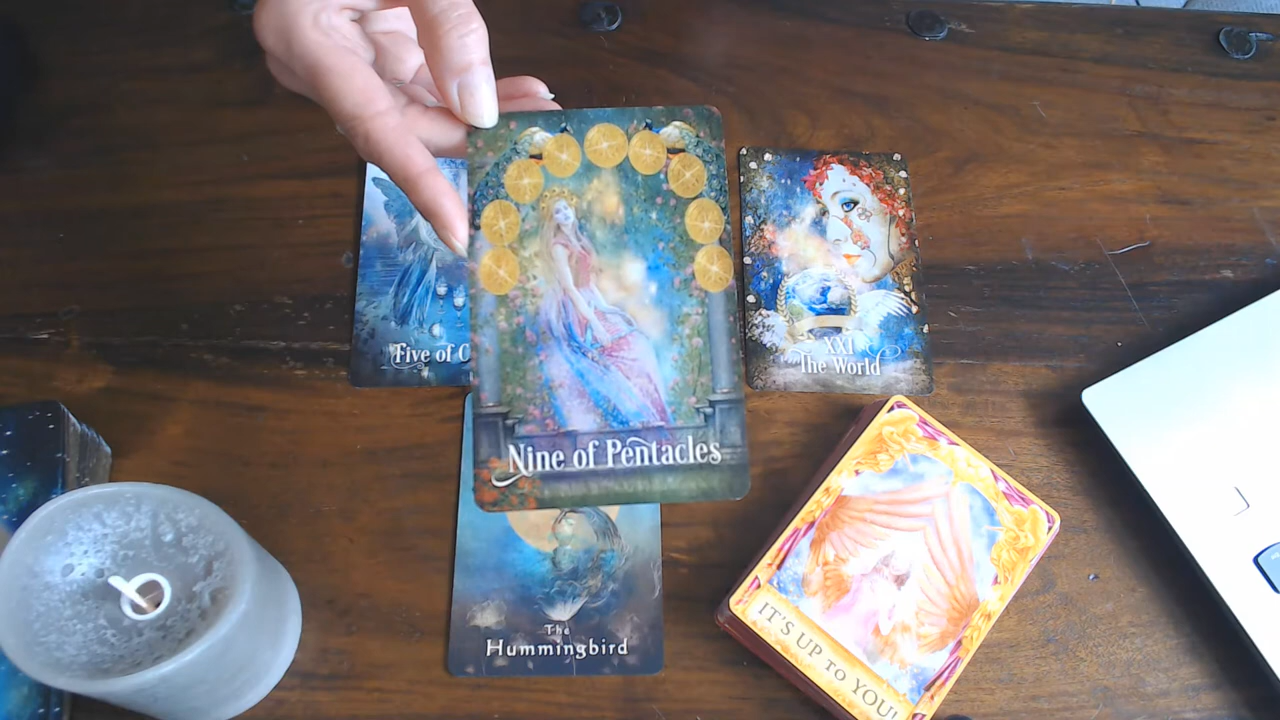 Five of C
Nine of Pentacles
XXI
The World
The
Hummingbird
IT'S UP to YOU!